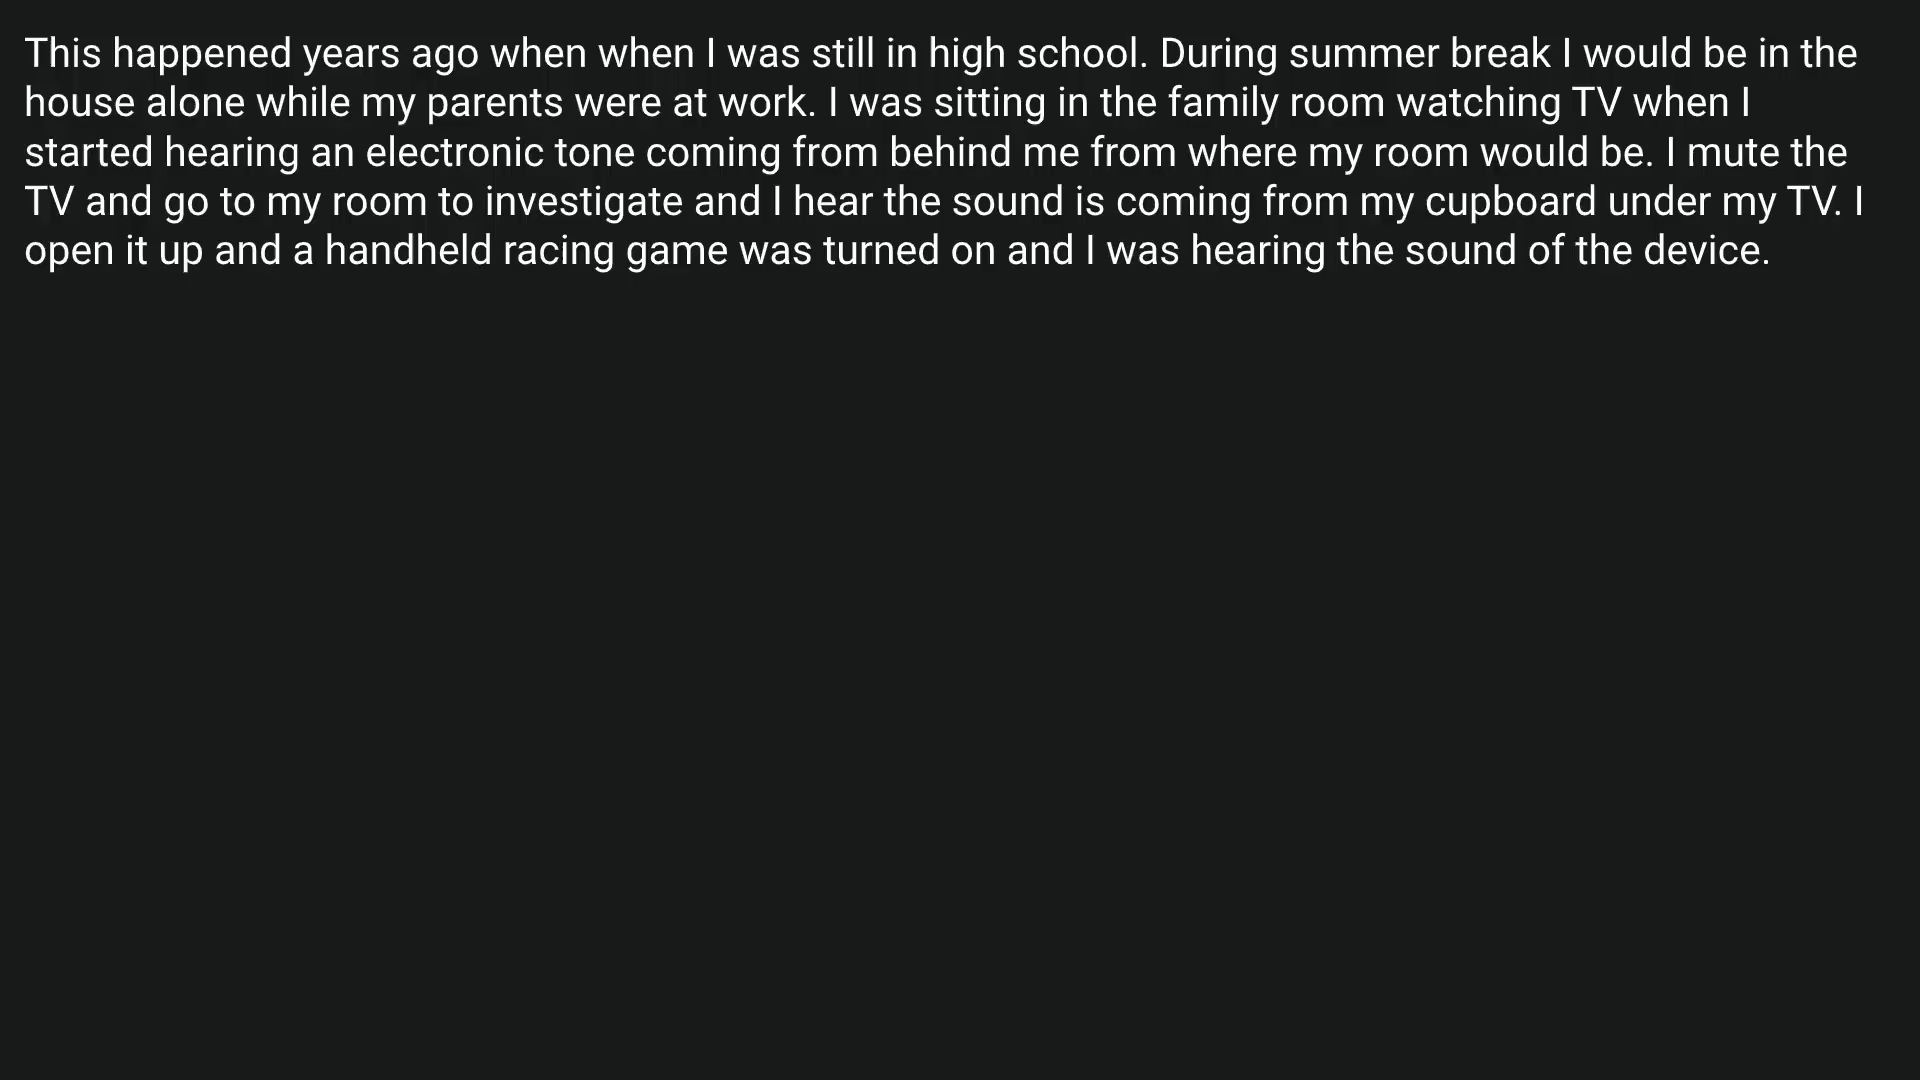 This happened years ago when when I was still in high school. During summer break I would be in the
house alone while my parents were at work. I was sitting in the family room watching TV when I
started hearing an electronic tone coming from behind me from where my room would be. I mute the
TV and go to my room to investigate and I hear the sound is coming from my cupboard under my TV. I
open it up and a handheld racing game was turned on and I was hearing the sound of the device.